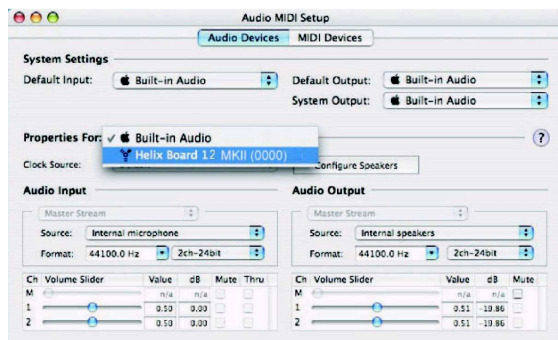 Audio MIDI Setup
Audio Devices MIDI Devices
System Settings
Default Input: Built-in Audio
Default Output: Built-in Audio
System Output: Built-in Audio
Properties For: ✓ Built-in Audio
Helix Board 12 MKII (0000)
?
Clock Source:
Configure Speakers
Audio Input
Audio Output
Master Stream
Master Stream
Source: Internal microphone
Source: Internal speakers
Format: 44100.0 Hz 2ch-24bit
Format: 44100.0 Hz 2ch-24bit
Ch Volume Slider Value dB Mute Thru
Ch Volume Slider Value dB Mute
M n/a n/a
M n/a n/a
1 0.50 0.00
1 0.51 -19.86
2 0.50 0.00
2 0.51 -19.86